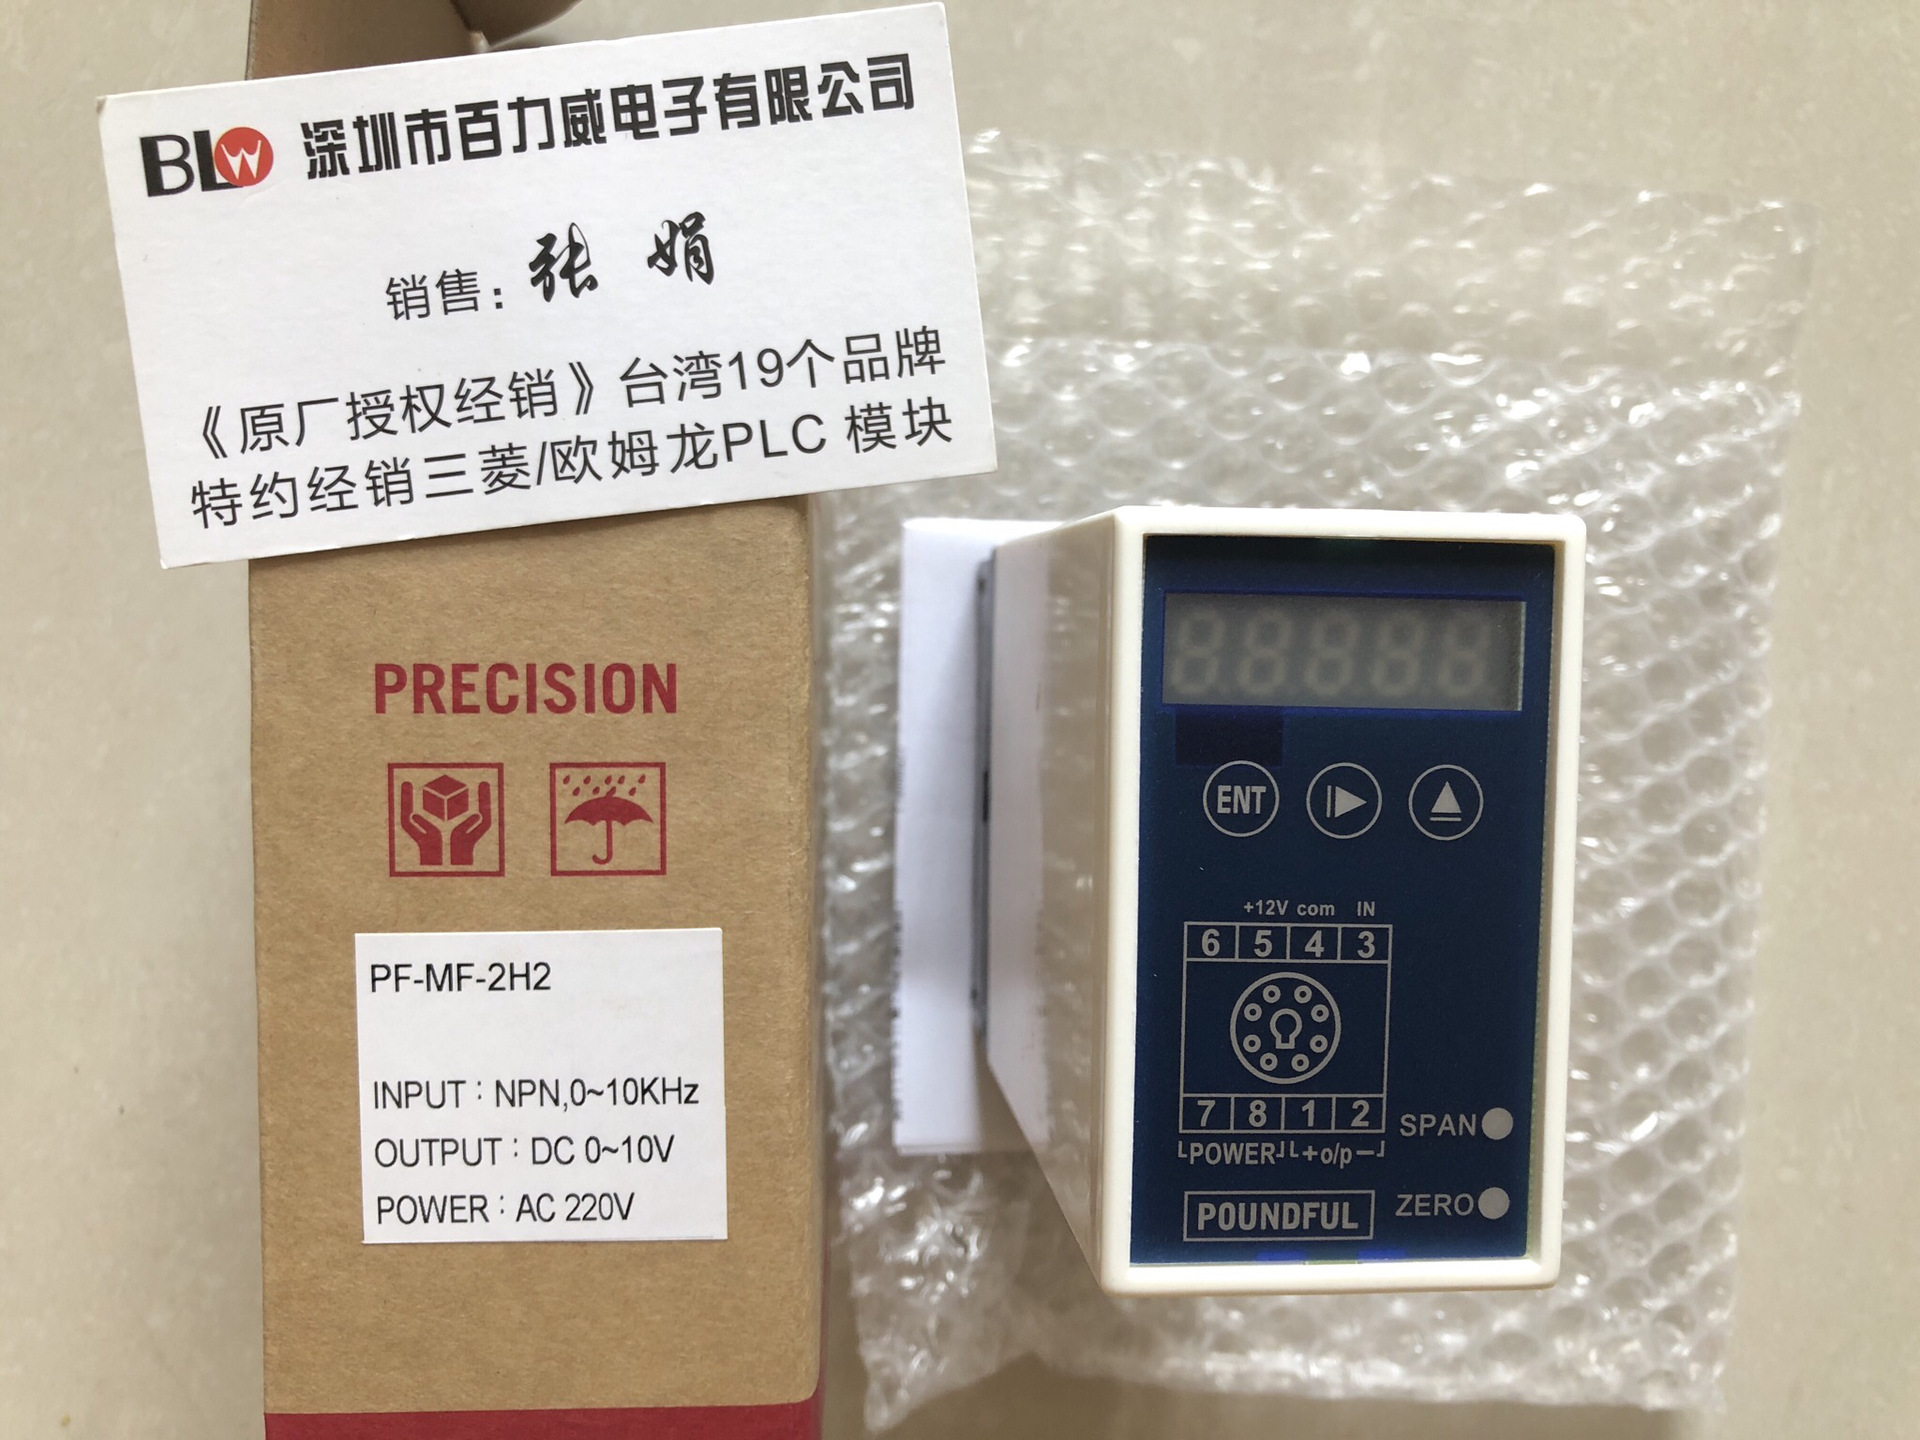 BLW 深圳市百力威电子有限公司
销售：张 娟
《原厂授权经销》台湾19个品牌
特约经销三菱/欧姆龙PLC 模块
PRECISION
PF-MF-2H2
INPUT：NPN,0~10KHz
OUTPUT：DC 0~10V
POWER：AC 220V
88888
ENT
+12V com IN
6 5 4 3
7 8 1 2
POWER + o/p −
SPAN
ZERO
POUNDFUL